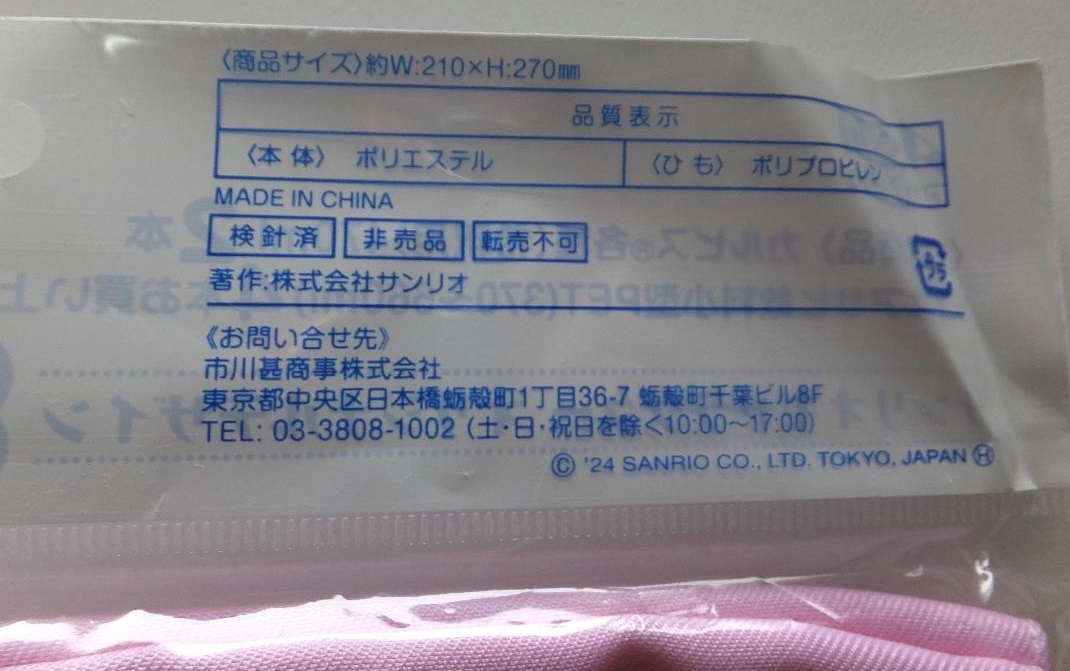 〈商品サイズ〉約W:210×H:270㎜
品質表示
〈本体〉 ポリエステル 〈ひも〉 ポリプロピレン
MADE IN CHINA
検針済 非売品 転売不可
プラ
著作:株式会社サンリオ
《お問い合せ先》
市川甚商事株式会社
東京都中央区日本橋蛎殻町1丁目36-7 蛎殻町千葉ビル8F
TEL: 03-3808-1002 (土・日・祝日を除く10:00〜17:00)
© '24 SANRIO CO., LTD. TOKYO, JAPAN Ⓗ